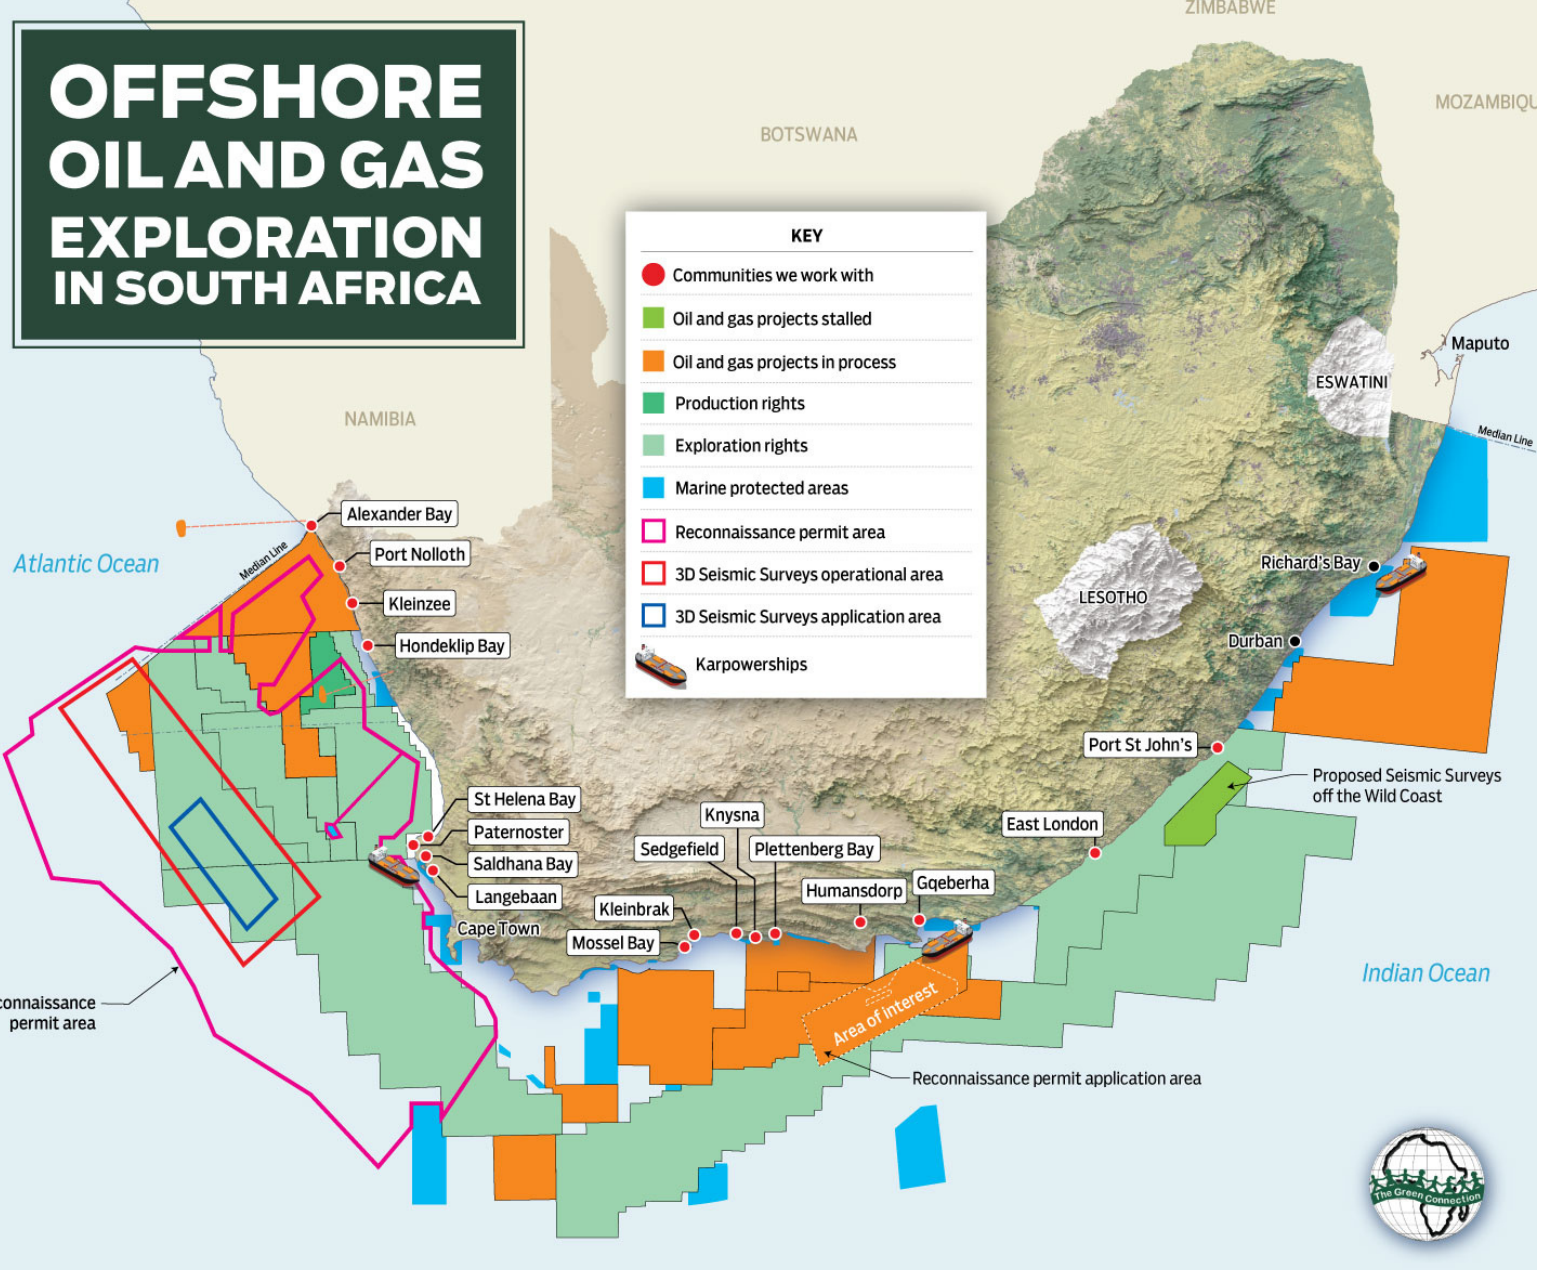 OFFSHORE
OIL AND GAS
EXPLORATION
IN SOUTH AFRICA
ZIMBABWE
MOZAMBIQU
BOTSWANA
NAMIBIA
KEY
Communities we work with
Oil and gas projects stalled
Oil and gas projects in process
Production rights
Exploration rights
Marine protected areas
Reconnaissance permit area
3D Seismic Surveys operational area
3D Seismic Surveys application area
Karpowerships
Maputo
ESWATINI
Median Line
Alexander Bay
Port Nolloth
Median Line
Atlantic Ocean
Kleinzee
Hondeklip Bay
Richard's Bay
LESOTHO
Durban
Port St John's
Proposed Seismic Surveys
off the Wild Coast
St Helena Bay
Paternoster
Saldhana Bay
Langebaan
Cape Town
Knysna
Sedgefield
Plettenberg Bay
East London
Humansdorp
Gqeberha
Kleinbrak
Mossel Bay
Indian Ocean
connaissance
permit area
Area of interest
Reconnaissance permit application area
The Green Connection